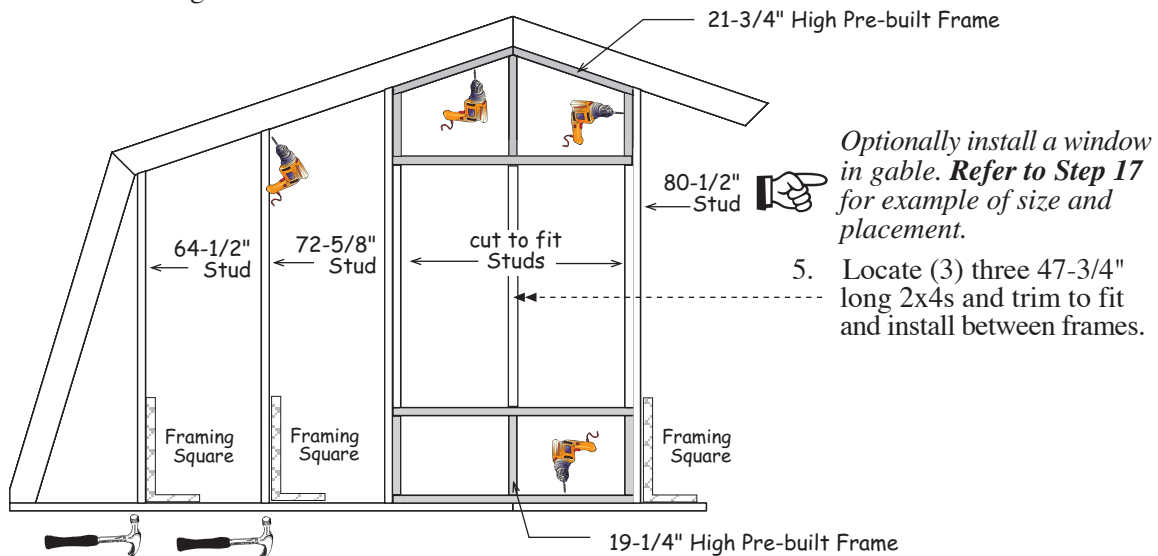 21-3/4" High Pre-built Frame
Optionally install a window
in gable. Refer to Step 17
for example of size and
placement.
80-1/2"
Stud
64-1/2"
Stud
72-5/8"
Stud
cut to fit
Studs
5. Locate (3) three 47-3/4"
long 2x4s and trim to fit
and install between frames.
Framing
Square
Framing
Square
Framing
Square
19-1/4" High Pre-built Frame